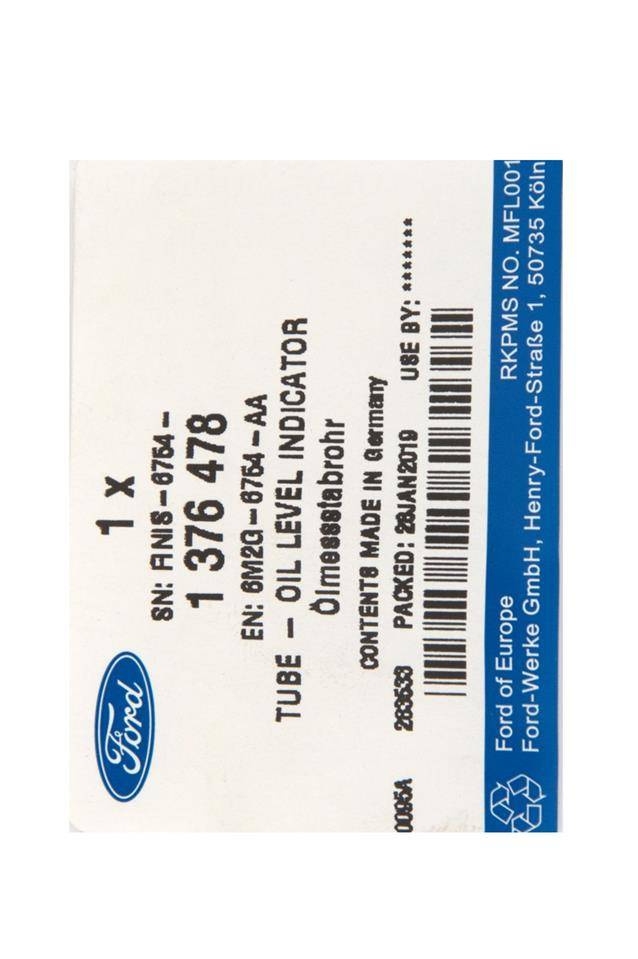 Ford
1 x
SN: FINIS-6754-
1 376 478
EN: 6M2G-6754-AA
TUBE - OIL LEVEL INDICATOR
Ölmessstabrohr
CONTENTS MADE IN Germany
0095A 263533 PACKED: 28JAN2019 USE BY: *******
Ford of Europe RKPMS NO. MFL001
Ford-Werke GmbH, Henry-Ford-Straße 1, 50735 Köln